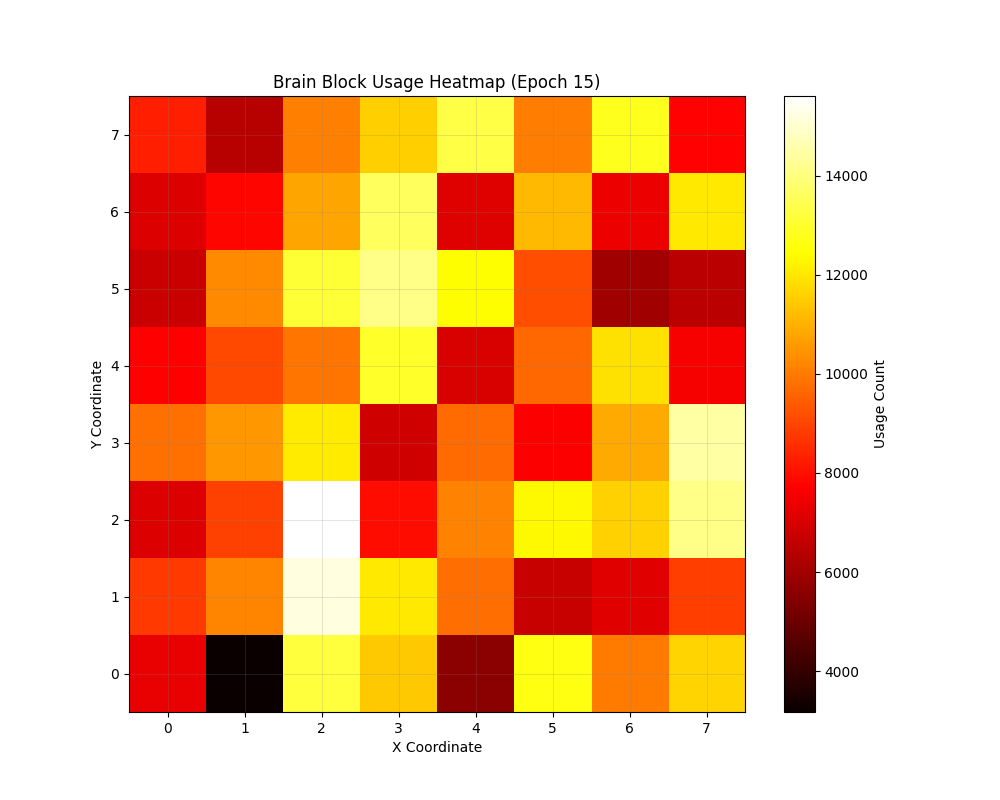 Brain Block Usage Heatmap (Epoch 15)
7
6
5
4
3
2
1
0
Y Coordinate
0 1 2 3 4 5 6 7
X Coordinate
14000
12000
10000
8000
6000
4000
Usage Count